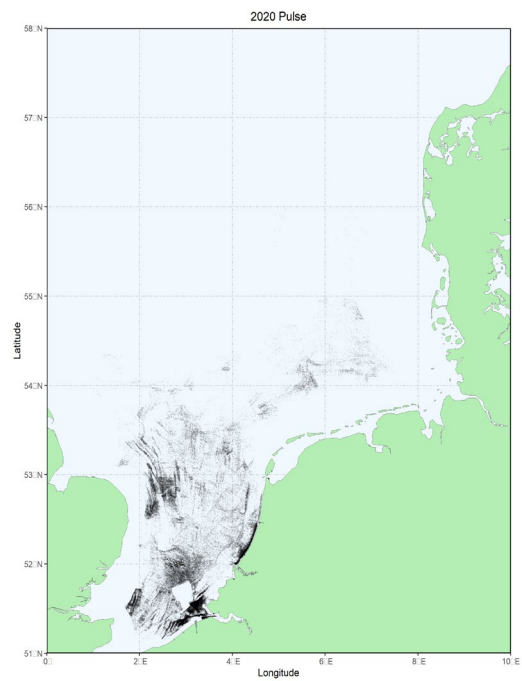 2020 Pulse
58□N
57□N
56□N
55□N
54□N
53□N
52□N
51□N
Latitude
0□
2□E
4□E
6□E
8□E
10□E
Longitude